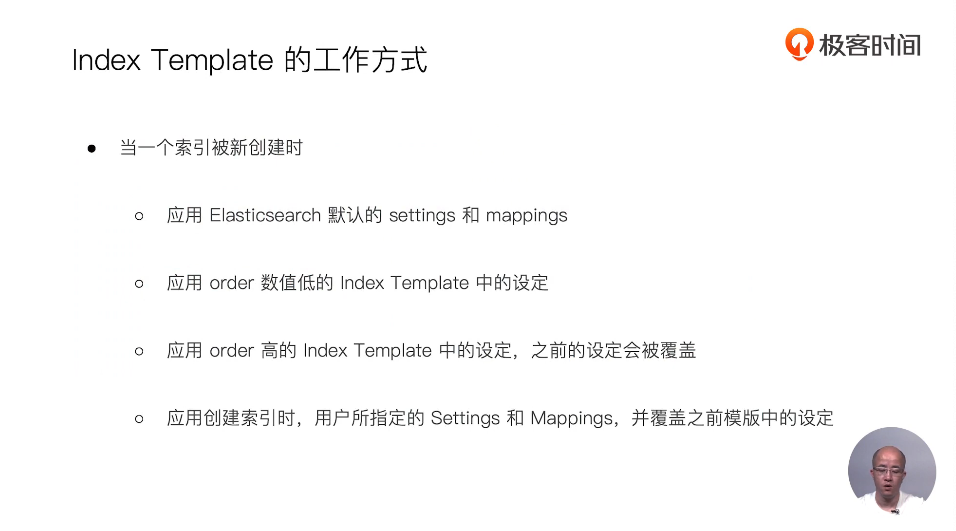 Index Template 的工作方式
极客时间
● 当一个索引被新创建时
○ 应用 Elasticsearch 默认的 settings 和 mappings
○ 应用 order 数值低的 Index Template 中的设定
○ 应用 order 高的 Index Template 中的设定，之前的设定会被覆盖
○ 应用创建索引时，用户所指定的 Settings 和 Mappings，并覆盖之前模版中的设定